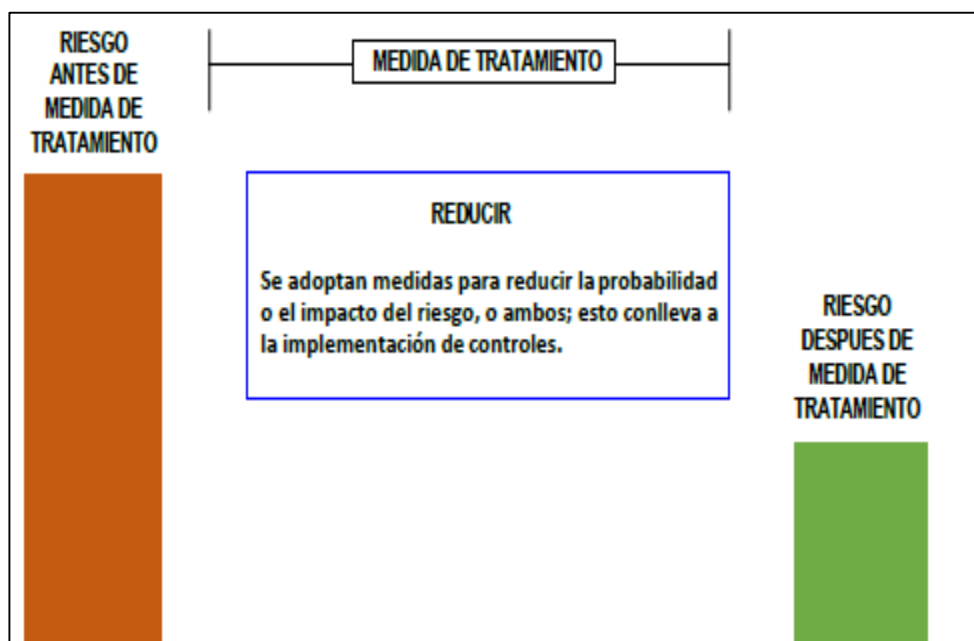 RIESGO
ANTES DE
MEDIDA DE
TRATAMIENTO
MEDIDA DE TRATAMIENTO
REDUCIR
Se adoptan medidas para reducir la probabilidad
o el impacto del riesgo, o ambos; esto conlleva a
la implementación de controles.
RIESGO
DESPUES DE
MEDIDA DE
TRATAMIENTO